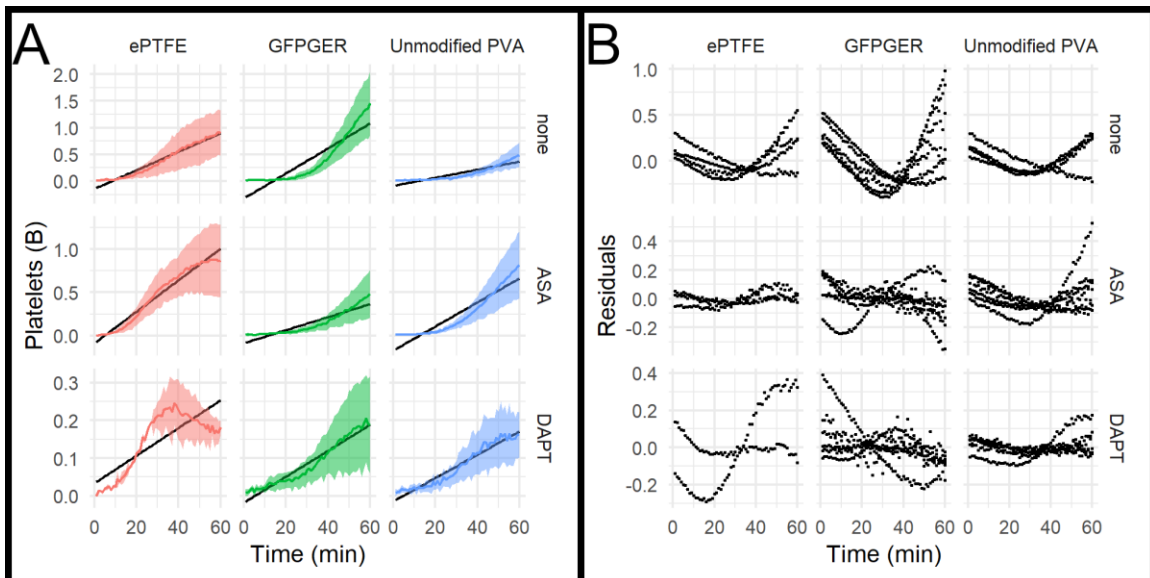 A
ePTFE GFPGER Unmodified PVA
2.0
1.5
1.0
0.5
0.0
none
1.0
0.5
0.0
ASA
0.3
0.2
0.1
0.0
DAPT
Platelets (B)
0 20 40 60 0 20 40 60 0 20 40 60
Time (min)
B
ePTFE GFPGER Unmodified PVA
1.0
0.5
0.0
none
0.4
0.2
0.0
-0.2
ASA
0.4
0.2
0.0
-0.2
DAPT
Residuals
0 20 40 60 0 20 40 60 0 20 40 60
Time (min)